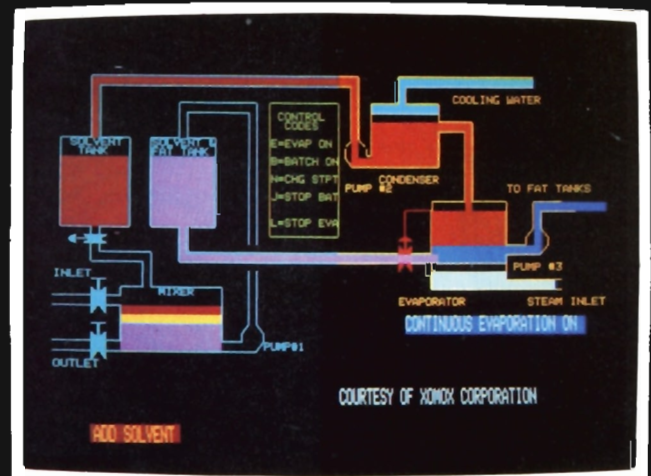 COOLING WATER
CONTROL
CODES
SOLVENT
TANK
SOLVENT &
FAT TANK
E=EVAP ON
B=BATCH ON
N=CHG STPT
J=STOP BAT
L=STOP EVA
PUMP #2
CONDENSER
TO FAT TANKS
PUMP #3
INLET
MIXER
EVAPORATOR
STEAM INLET
CONTINUOUS EVAPORATION ON
PUMP#1
OUTLET
COURTESY OF XOMOX CORPORATION
ADD SOLVENT